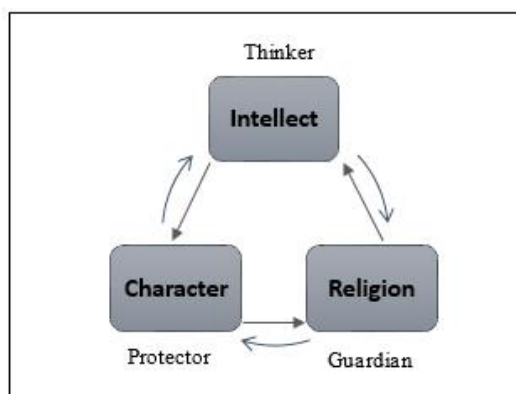 Thinker
Intellect
Character
Religion
Protector
Guardian